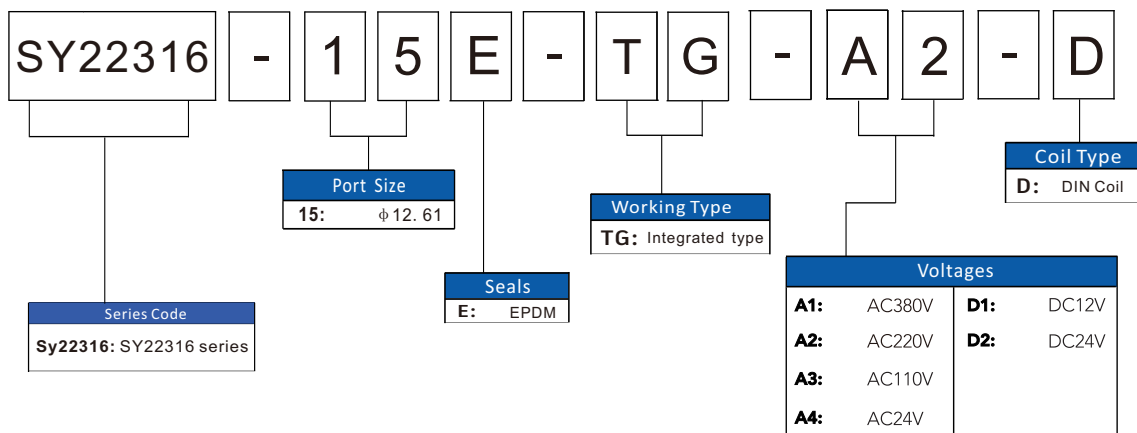 SY22316 - 1 5 E - T G - A 2 - D
Coil Type
D: DIN Coil
Port Size
15: φ12. 61
Working Type
TG: Integrated type
Voltages
A1: AC380V D1: DC12V
A2: AC220V D2: DC24V
A3: AC110V
A4: AC24V
Seals
E: EPDM
Series Code
Sy22316: SY22316 series